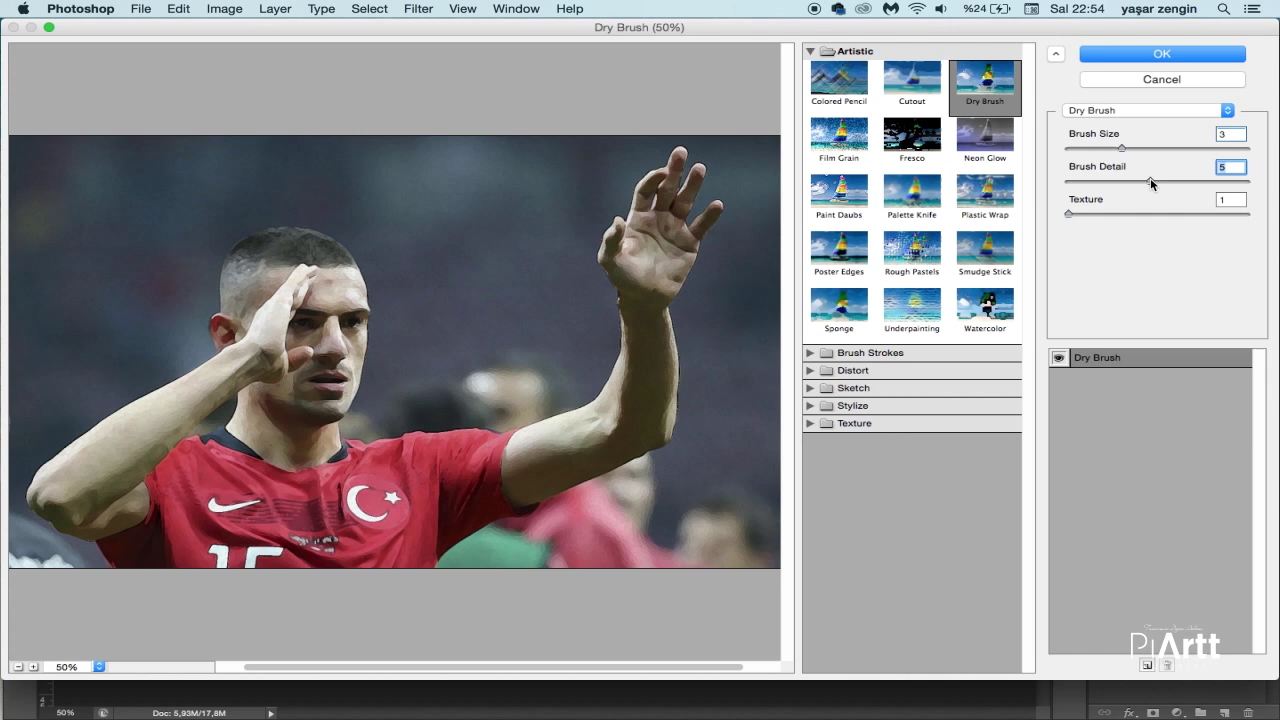 Photoshop File Edit Image Layer Type Select Filter View Window Help %24 Sal 22:54 yaşar zengin
Dry Brush (50%)
Artistic
Colored Pencil Cutout Dry Brush
Film Grain Fresco Neon Glow
Paint Daubs Palette Knife Plastic Wrap
Poster Edges Rough Pastels Smudge Stick
Sponge Underpainting Watercolor
Brush Strokes
Distort
Sketch
Stylize
Texture
OK
Cancel
Dry Brush
Brush Size 3
Brush Detail 5
Texture 1
Dry Brush
15
PiArtt
50%
50% Doc: 5,93M/17,8M
fx